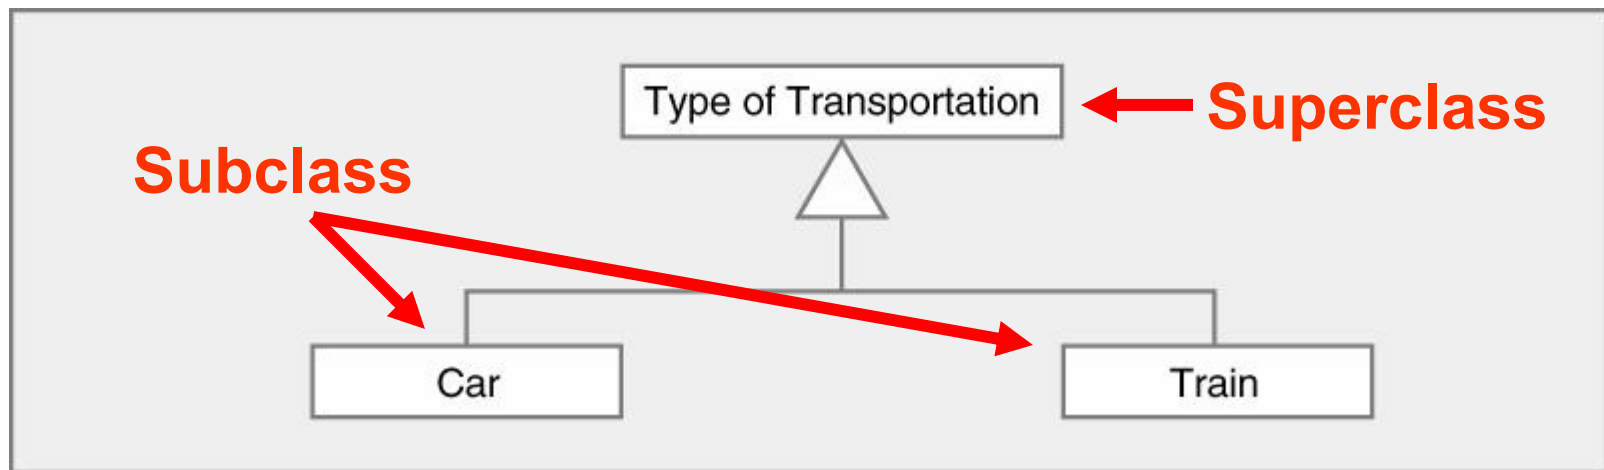 Type of Transportation
Superclass
Subclass
Car
Train